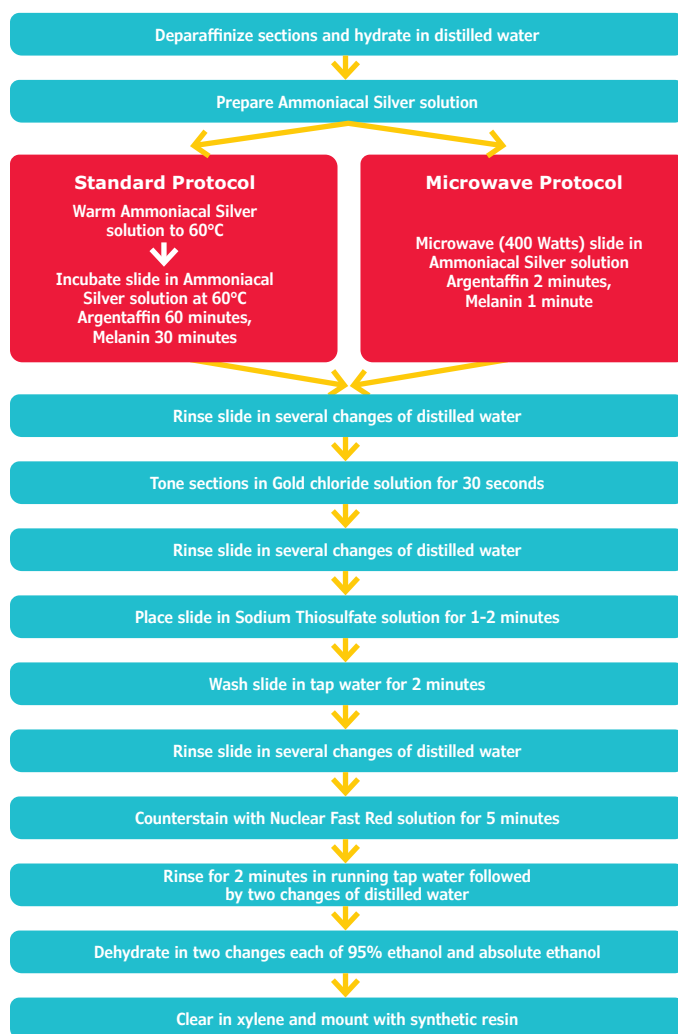 Deparaffinize sections and hydrate in distilled water
Prepare Ammoniacal Silver solution
Standard Protocol
Warm Ammoniacal Silver
solution to 60°C
Incubate slide in Ammoniacal
Silver solution at 60°C
Argentaffin 60 minutes,
Melanin 30 minutes
Microwave Protocol
Microwave (400 Watts) slide in
Ammoniacal Silver solution
Argentaffin 2 minutes,
Melanin 1 minute
Rinse slide in several changes of distilled water
Tone sections in Gold chloride solution for 30 seconds
Rinse slide in several changes of distilled water
Place slide in Sodium Thiosulfate solution for 1-2 minutes
Wash slide in tap water for 2 minutes
Rinse slide in several changes of distilled water
Counterstain with Nuclear Fast Red solution for 5 minutes
Rinse for 2 minutes in running tap water followed
by two changes of distilled water
Dehydrate in two changes each of 95% ethanol and absolute ethanol
Clear in xylene and mount with synthetic resin